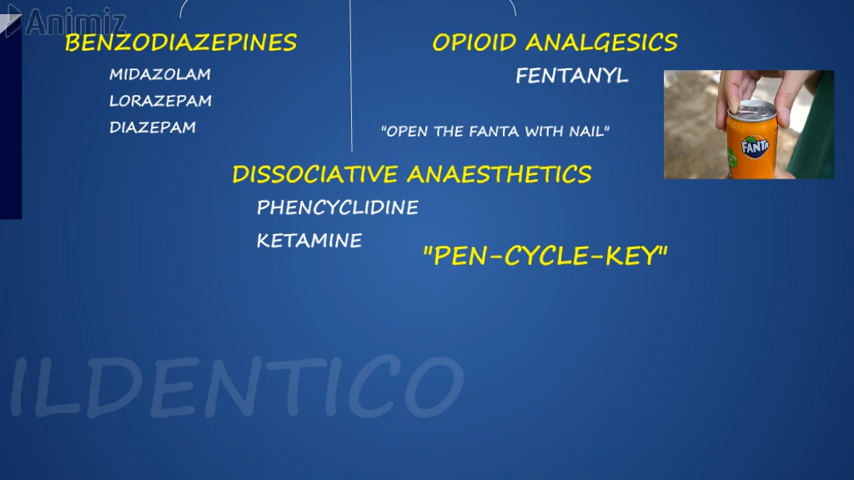 Animiz
BENZODIAZEPINES
MIDAZOLAM
LORAZEPAM
DIAZEPAM
OPIOID ANALGESICS
FENTANYL
"OPEN THE FANTA WITH NAIL"
FANTA
DISSOCIATIVE ANAESTHETICS
PHENCYCLIDINE
KETAMINE
"PEN-CYCLE-KEY"
ILDENTICO